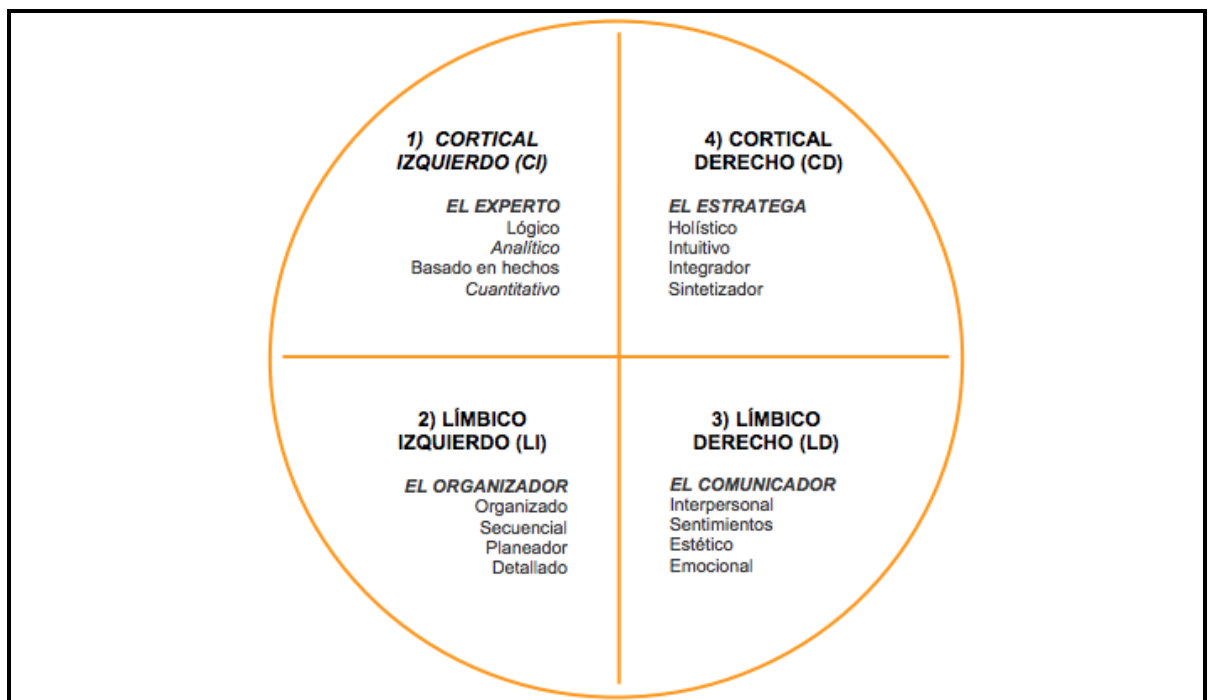 1) CORTICAL
IZQUIERDO (CI)
EL EXPERTO
Lógico
Analítico
Basado en hechos
Cuantitativo
4) CORTICAL
DERECHO (CD)
EL ESTRATEGA
Holístico
Intuitivo
Integrador
Sintetizador
2) LÍMBICO
IZQUIERDO (LI)
EL ORGANIZADOR
Organizado
Secuencial
Planeador
Detallado
3) LÍMBICO
DERECHO (LD)
EL COMUNICADOR
Interpersonal
Sentimientos
Estético
Emocional